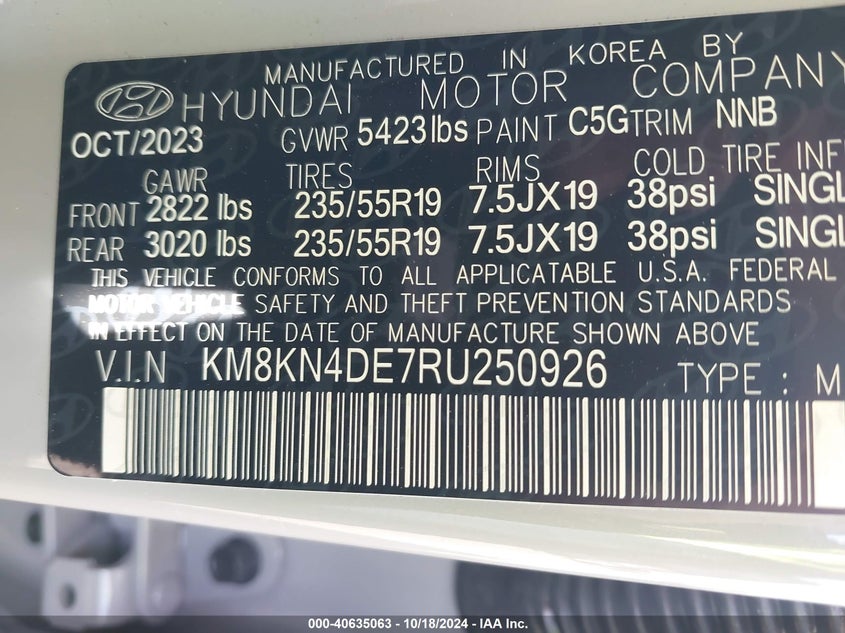 MANUFACTURED IN KOREA BY
HYUNDAI MOTOR COMPANY
OCT/2023 GVWR 5423lbs PAINT C5G TRIM NNB
GAWR TIRES RIMS COLD TIRE INF
FRONT 2822 lbs 235/55R19 7.5JX19 38psi SINGL
REAR 3020 lbs 235/55R19 7.5JX19 38psi SINGL
THIS VEHICLE CONFORMS TO ALL APPLICATABLE U.S.A. FEDERAL
MOTOR VEHICLE SAFETY AND THEFT PREVENTION STANDARDS
IN EFFECT ON THE DATE OF MANUFACTURE SHOWN ABOVE
V.I.N KM8KN4DE7RU250926 TYPE : M
000-40635063 - 10/18/2024 - IAA Inc.